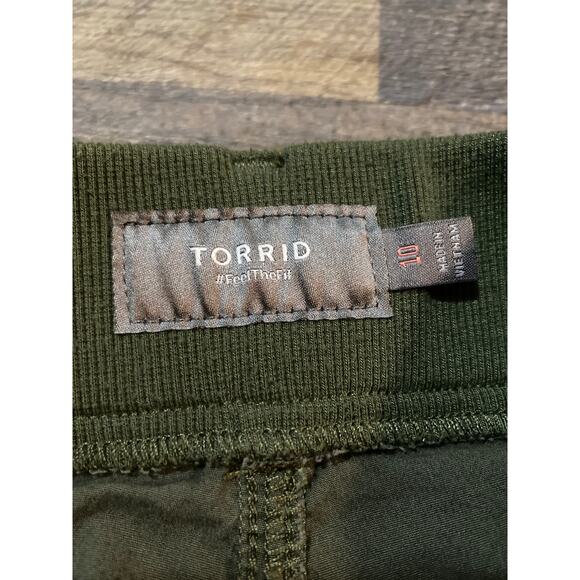 TORRID
#FeelTheFit
10
MADE IN
VIETNAM